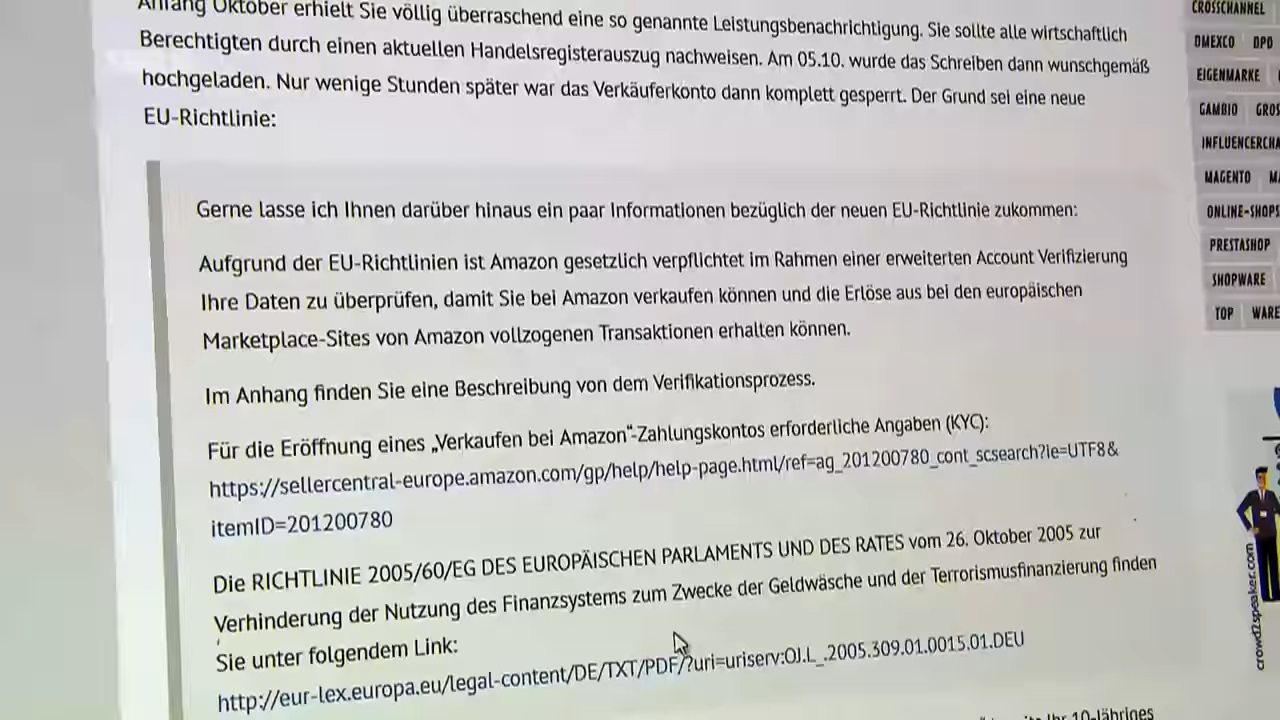 Anfang Oktober erhielt Sie völlig überraschend eine so genannte Leistungsbenachrichtigung. Sie sollte alle wirtschaftlich
Berechtigten durch einen aktuellen Handelsregisterauszug nachweisen. Am 05.10. wurde das Schreiben dann wunschgemäß
hochgeladen. Nur wenige Stunden später war das Verkäuferkonto dann komplett gesperrt. Der Grund sei eine neue
EU-Richtlinie:
Gerne lasse ich Ihnen darüber hinaus ein paar Informationen bezüglich der neuen EU-Richtlinie zukommen:
Aufgrund der EU-Richtlinien ist Amazon gesetzlich verpflichtet im Rahmen einer erweiterten Account Verifizierung
Ihre Daten zu überprüfen, damit Sie bei Amazon verkaufen können und die Erlöse aus bei den europäischen
Marketplace-Sites von Amazon vollzogenen Transaktionen erhalten können.
Im Anhang finden Sie eine Beschreibung von dem Verifikationsprozess.
Für die Eröffnung eines „Verkaufen bei Amazon“-Zahlungskontos erforderliche Angaben (KYC):
https://sellercentral-europe.amazon.com/gp/help/help-page.html/ref=ag_201200780_cont_scsearch?ie=UTF8&
itemID=201200780
Die RICHTLINIE 2005/60/EG DES EUROPÄISCHEN PARLAMENTS UND DES RATES vom 26. Oktober 2005 zur
Verhinderung der Nutzung des Finanzsystems zum Zwecke der Geldwäsche und der Terrorismusfinanzierung finden
Sie unter folgendem Link:
http://eur-lex.europa.eu/legal-content/DE/TXT/PDF/?uri=uriserv:OJ.L_.2005.309.01.0015.01.DEU
Ihr 10-Jähriges
CROSSCHANNEL
DMEXCO DPD
EIGENMARKE
GAMBIO GROS
INFLUENCERCHA
MAGENTO MA
ONLINE-SHOPS
PRESTASHOP
SHOPWARE
TOP WARE
crowd2speaker.com